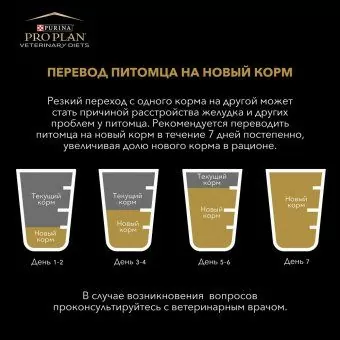 PURINA
PRO PLAN
VETERINARY DIETS
ПЕРЕВОД ПИТОМЦА НА НОВЫЙ КОРМ
Резкий переход с одного корма на другой может
стать причиной расстройства желудка и других
проблем у питомца. Рекомендуется переводить
питомца на новый корм в течение 7 дней постепенно,
увеличивая долю нового корма в рационе.
Текущий
корм
Новый
корм
День 1-2
Текущий
корм
Новый
корм
День 3-4
Текущий
корм
Новый
корм
День 5-6
Новый
корм
День 7
В случае возникновения вопросов
проконсультируйтесь с ветеринарным врачом.